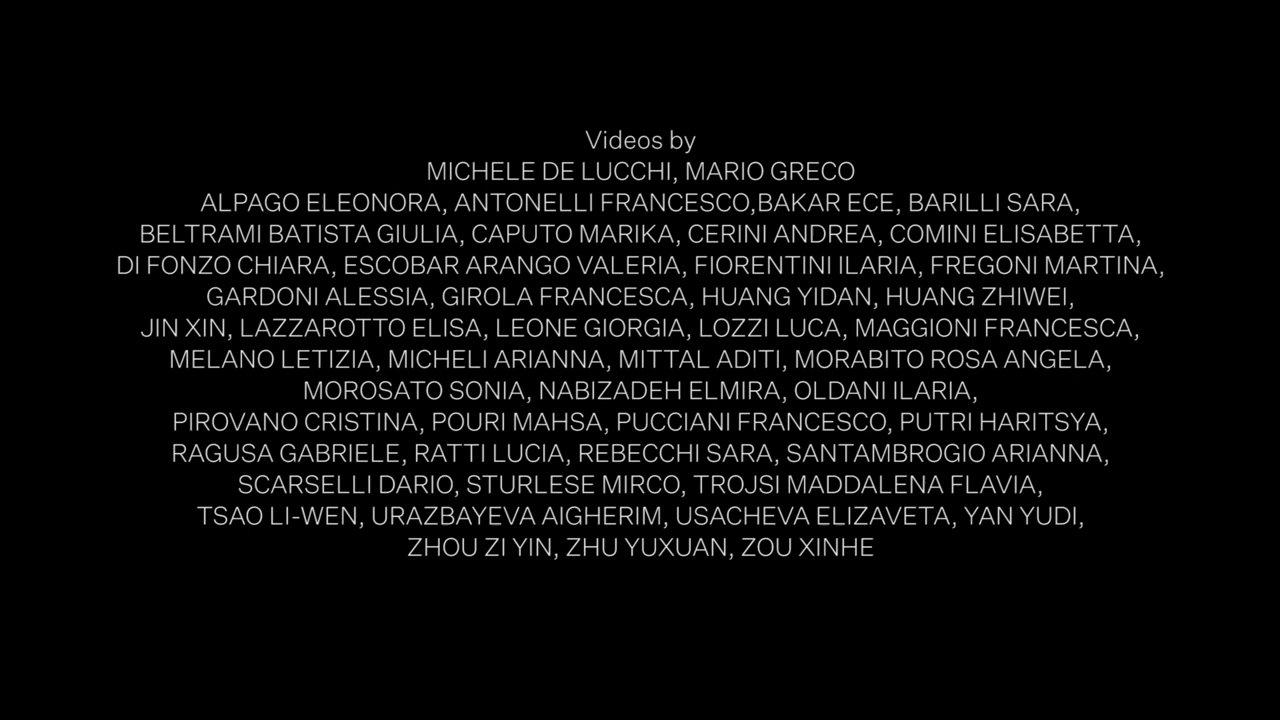 Videos by
MICHELE DE LUCCHI, MARIO GRECO
ALPAGO ELEONORA, ANTONELLI FRANCESCO,BAKAR ECE, BARILLI SARA,
BELTRAMI BATISTA GIULIA, CAPUTO MARIKA, CERINI ANDREA, COMINI ELISABETTA,
DI FONZO CHIARA, ESCOBAR ARANGO VALERIA, FIORENTINI ILARIA, FREGONI MARTINA,
GARDONI ALESSIA, GIROLA FRANCESCA, HUANG YIDAN, HUANG ZHIWEI,
JIN XIN, LAZZAROTTO ELISA, LEONE GIORGIA, LOZZI LUCA, MAGGIONI FRANCESCA,
MELANO LETIZIA, MICHELI ARIANNA, MITTAL ADITI, MORABITO ROSA ANGELA,
MOROSATO SONIA, NABIZADEH ELMIRA, OLDANI ILARIA,
PIROVANO CRISTINA, POURI MAHSA, PUCCIANI FRANCESCO, PUTRI HARITSYA,
RAGUSA GABRIELE, RATTI LUCIA, REBECCHI SARA, SANTAMBROGIO ARIANNA,
SCARSELLI DARIO, STURLESE MIRCO, TROJSI MADDALENA FLAVIA,
TSAO LI-WEN, URAZBAYEVA AIGHERIM, USACHEVA ELIZAVETA, YAN YUDI,
ZHOU ZI YIN, ZHU YUXUAN, ZOU XINHE